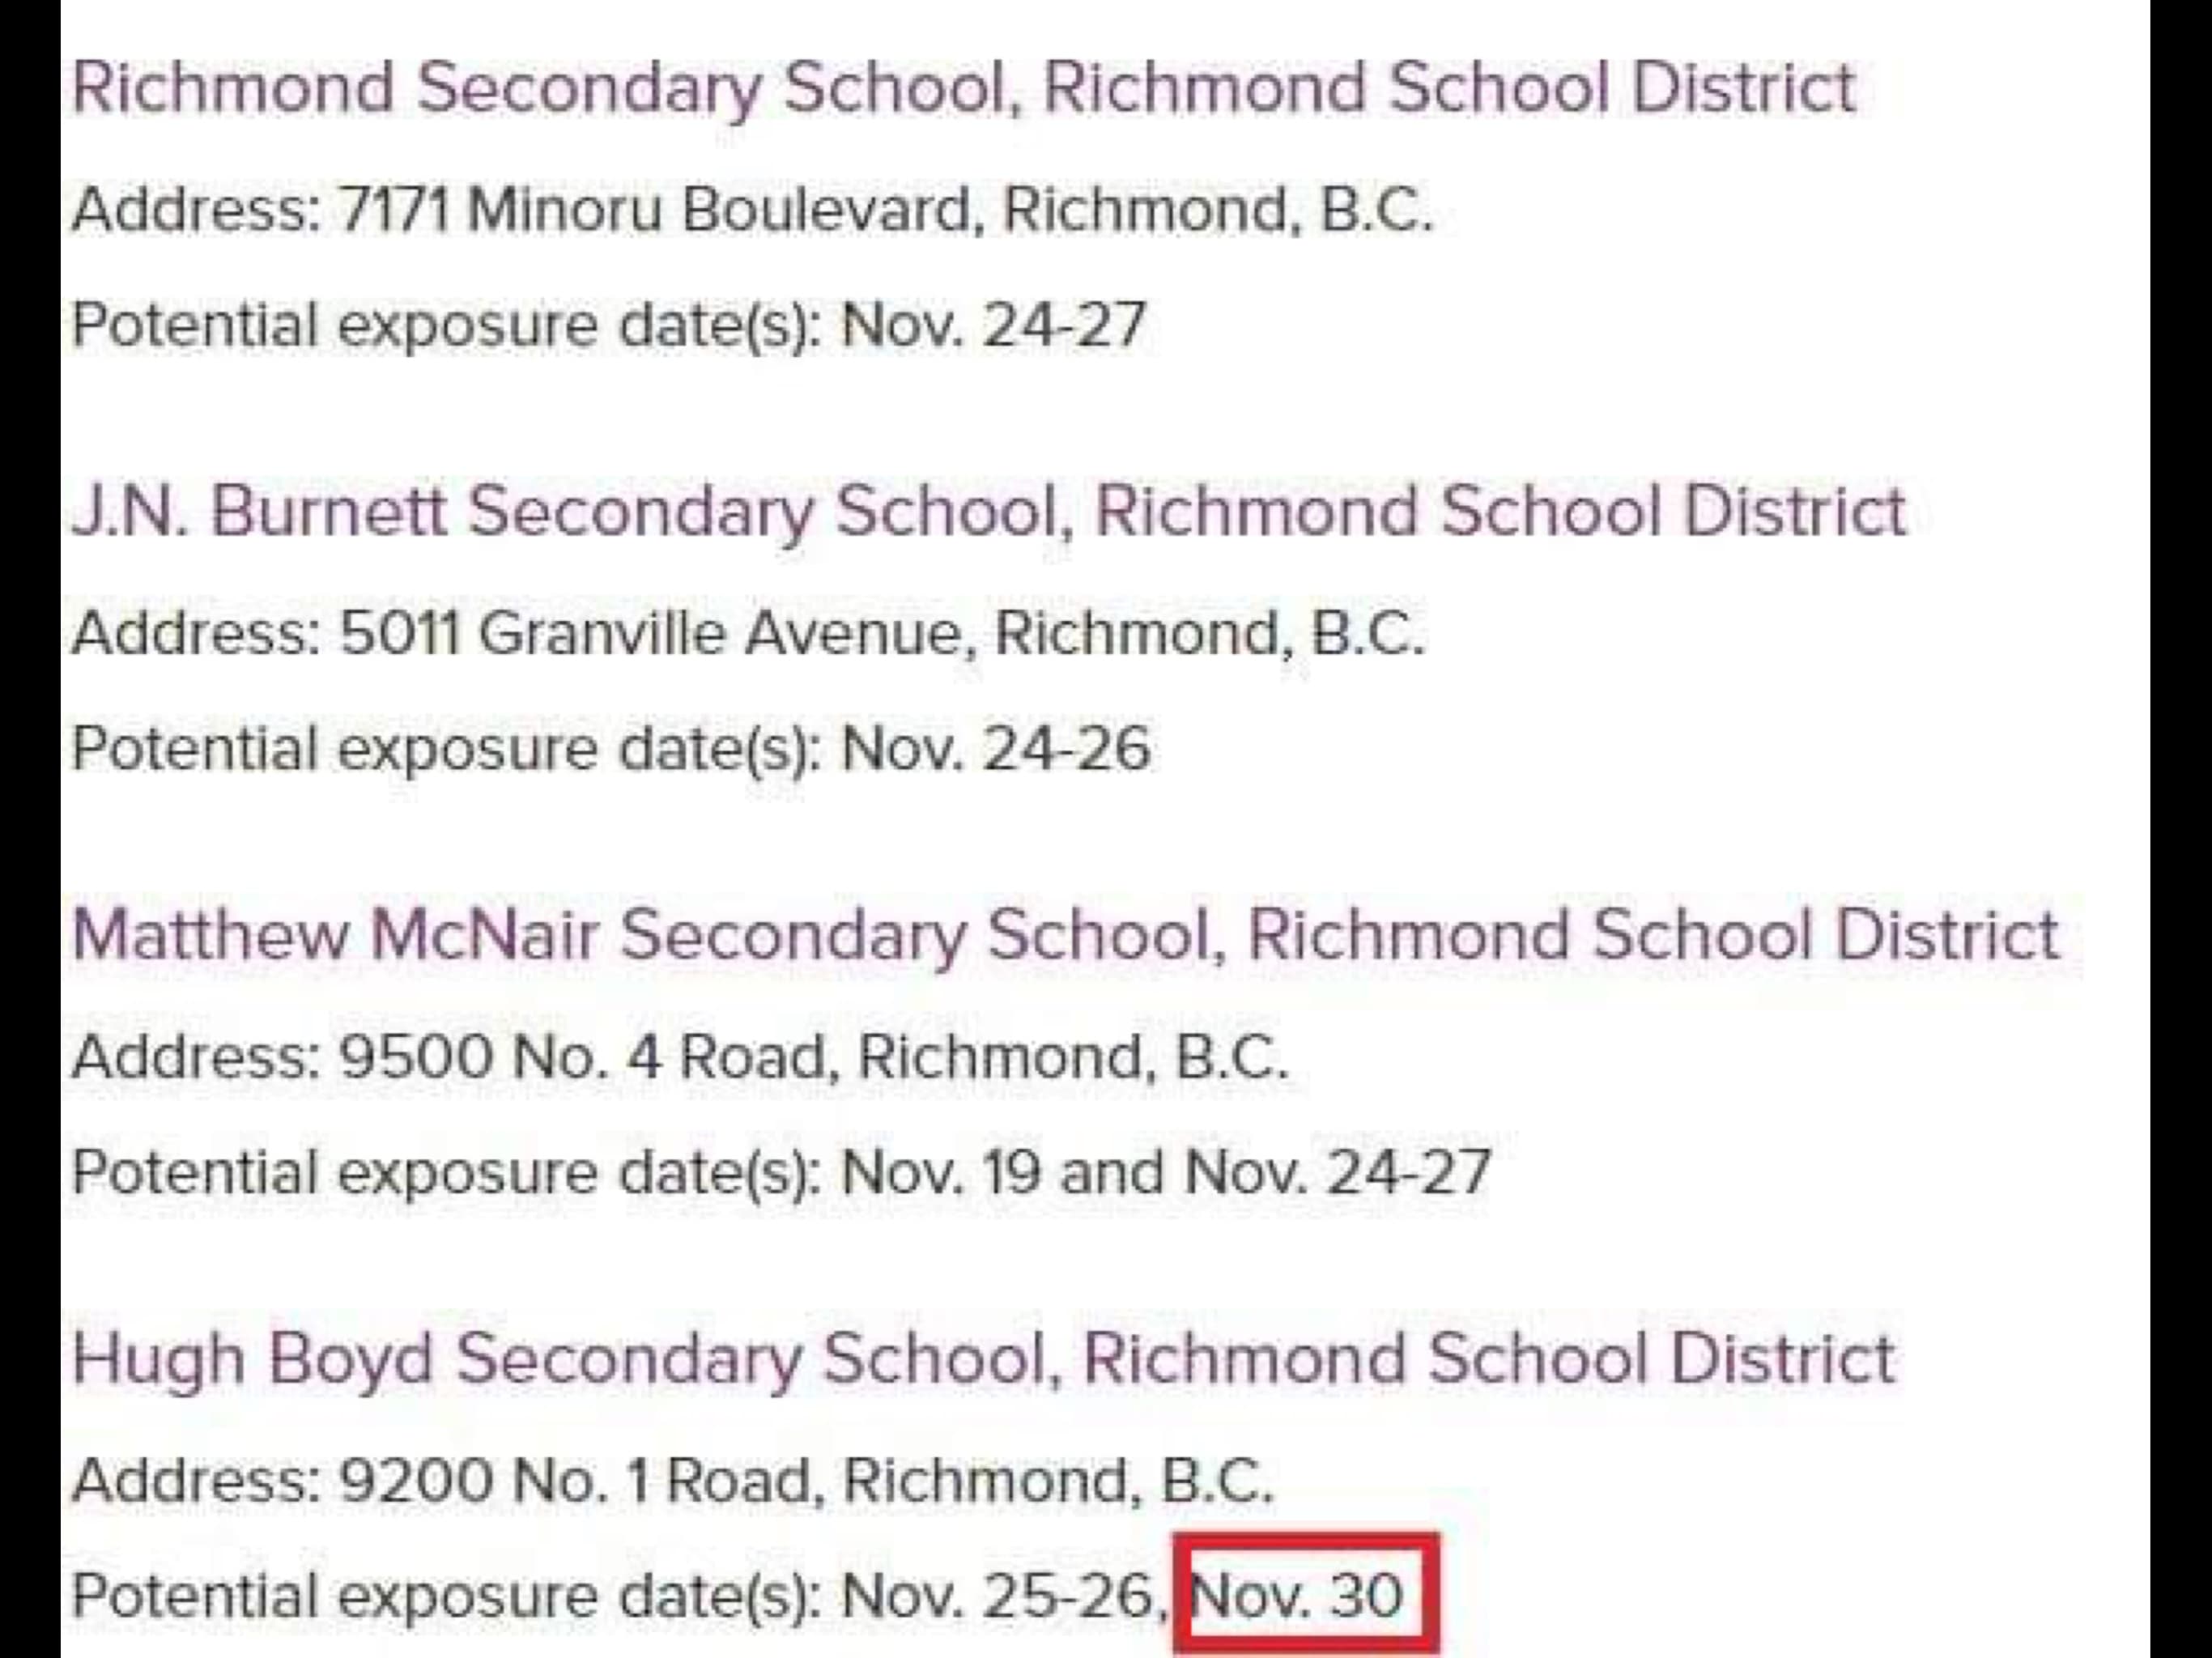 Richmond Secondary School, Richmond School District
Address: 7171 Minoru Boulevard, Richmond, B.C.
Potential exposure date(s): Nov. 24-27
J.N. Burnett Secondary School, Richmond School District
Address: 5011 Granville Avenue, Richmond, B.C.
Potential exposure date(s): Nov. 24-26
Matthew McNair Secondary School, Richmond School District
Address: 9500 No. 4 Road, Richmond, B.C.
Potential exposure date(s): Nov. 19 and Nov. 24-27
Hugh Boyd Secondary School, Richmond School District
Address: 9200 No. 1 Road, Richmond, B.C.
Potential exposure date(s): Nov. 25-26, Nov. 30